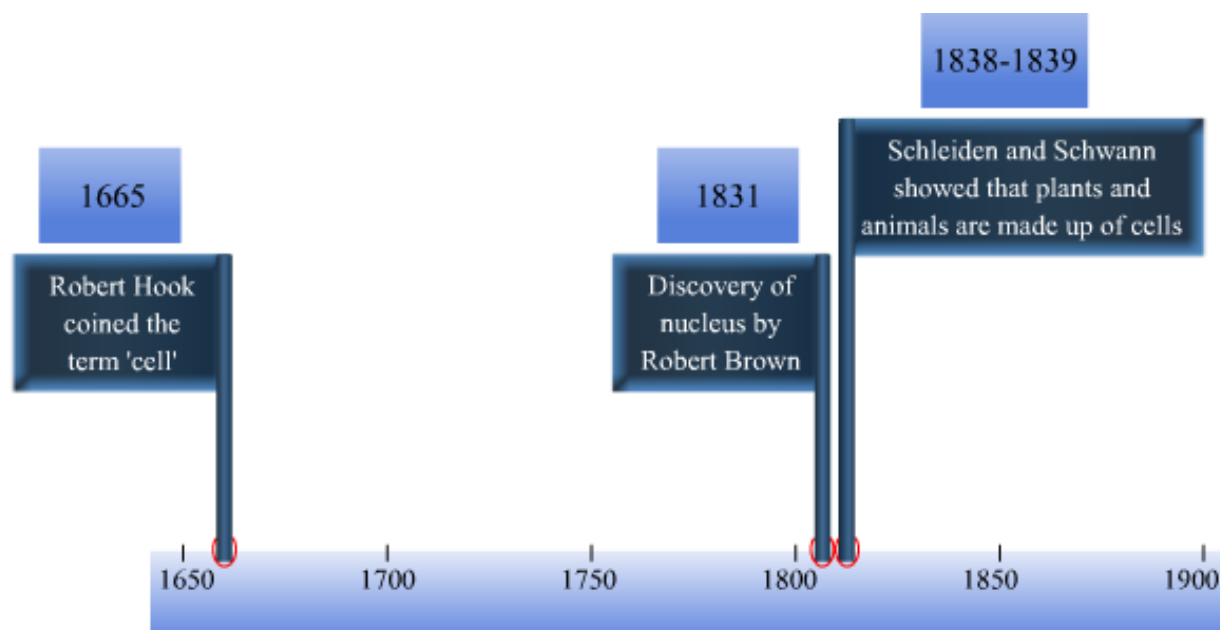 1665
Robert Hook
coined the
term 'cell'
1831
Discovery of
nucleus by
Robert Brown
1838-1839
Schleiden and Schwann
showed that plants and
animals are made up of cells
1650 1700 1750 1800 1850 1900